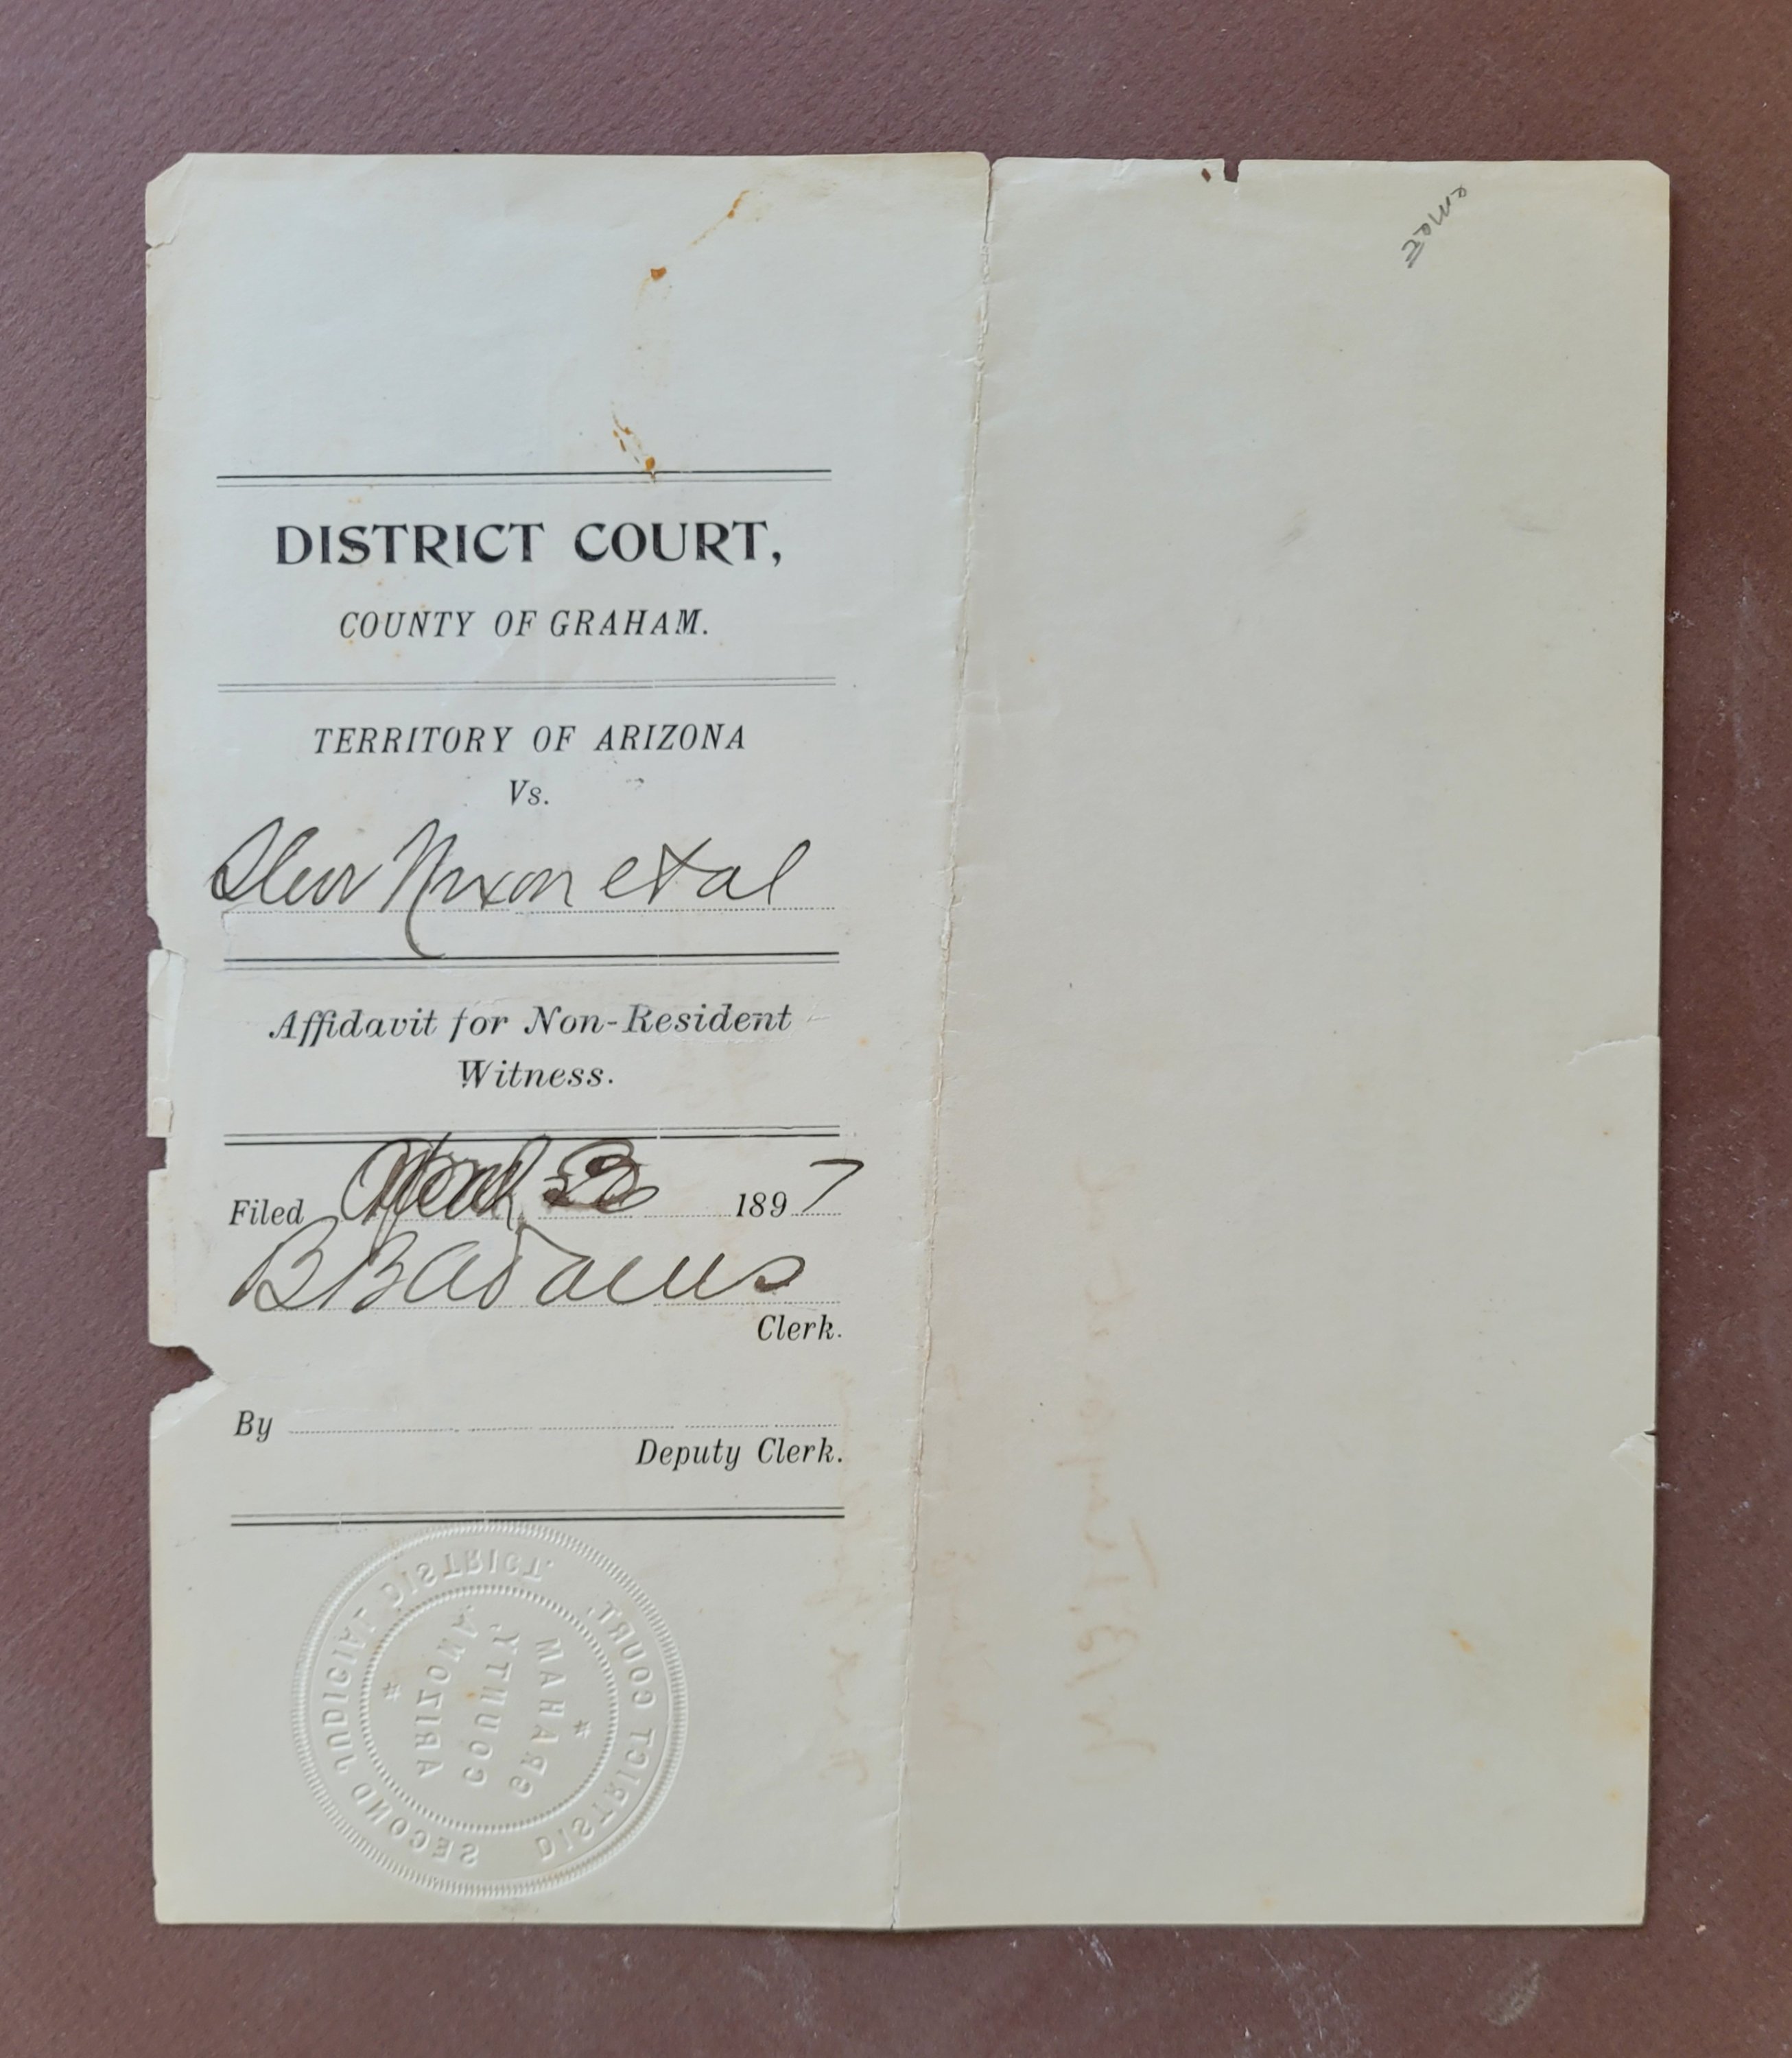 DISTRICT COURT,
COUNTY OF GRAHAM.
TERRITORY OF ARIZONA
Vs.
Nixon et al
Affidavit for Non-Resident
Witness.
Filed 1897
B B Adams
Clerk.
By
Deputy Clerk.
DISTRICT COURT.
SECOND JUDICIAL DISTRICT.
GRAHAM
COUNTY,
ARIZONA.